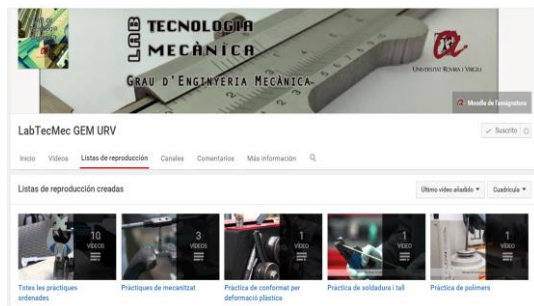 LAB TECNOLOGIA
MECÀNICA
GRAU D'ENGINYERIA MECÀNICA
UNIVERSITAT ROVIRA I VIRGILI
Moodle de l'assignatura
LabTecMec GEM URV
Suscrito
Inicio Vídeos Listas de reproducción Canales Comentarios Más información
Listas de reproducción creadas
Último vídeo añadido Cuadrícula
10 VÍDEOS
3 VÍDEOS
1 VÍDEO
1 VÍDEO
1 VÍDEO
Totes les pràctiques ordenades
Pràctiques de mecanitzat
Pràctica de conformat per deformació plàstica
Pràctica de soldadura i tall
Pràctica de polímers